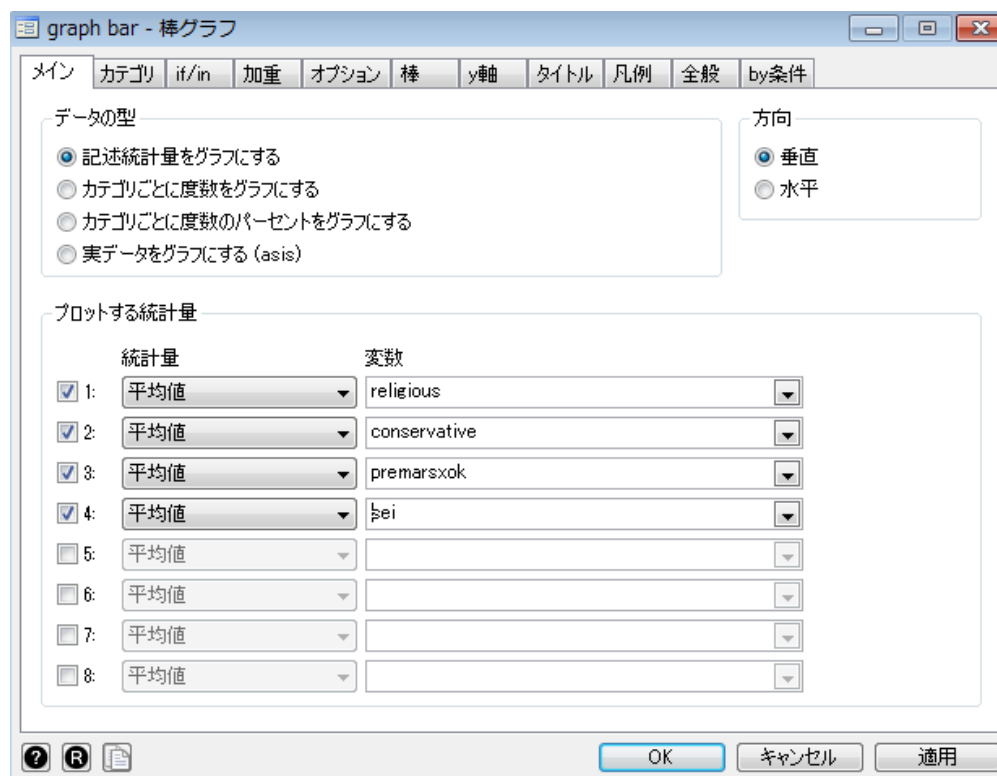 graph bar - 棒グラフ
メイン カテゴリ if/in 加重 オプション 棒 y軸 タイトル 凡例 全般 by条件
データの型
記述統計量をグラフにする
カテゴリごとに度数をグラフにする
カテゴリごとに度数のパーセントをグラフにする
実データをグラフにする (asis)
方向
垂直
水平
プロットする統計量
統計量 変数
1: 平均値 religious
2: 平均値 conservative
3: 平均値 premarsxok
4: 平均値 sei
5: 平均値
6: 平均値
7: 平均値
8: 平均値
? R OK キャンセル 適用